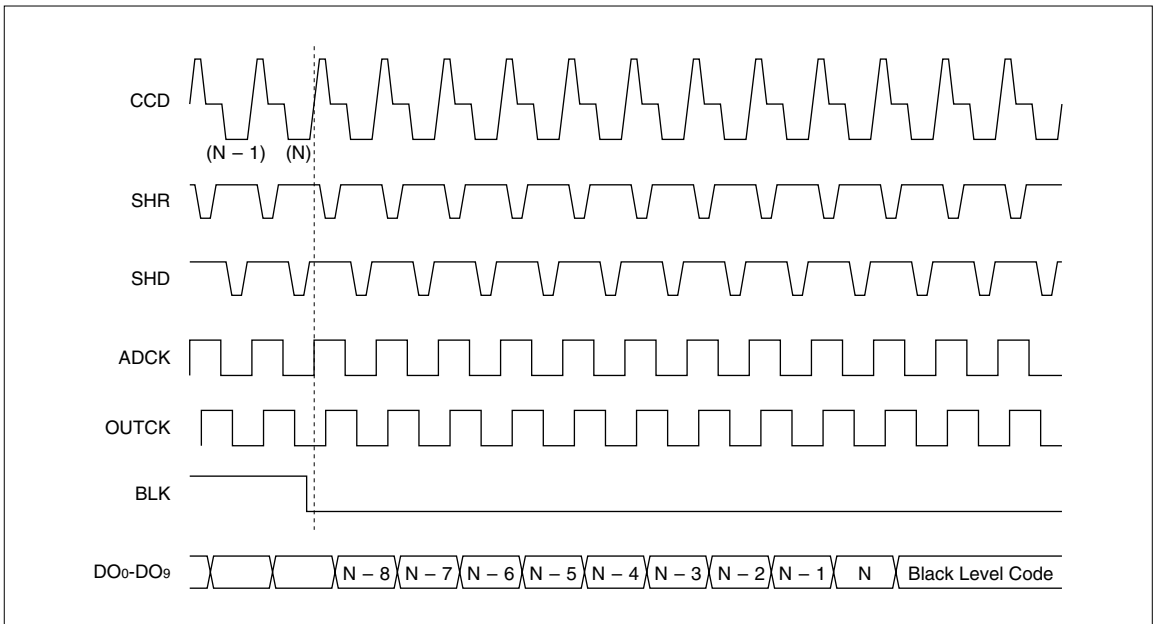 CCD
(N – 1) (N)
SHR
SHD
ADCK
OUTCK
BLK
DO0-DO9 N – 8 N – 7 N – 6 N – 5 N – 4 N – 3 N – 2 N – 1 N Black Level Code